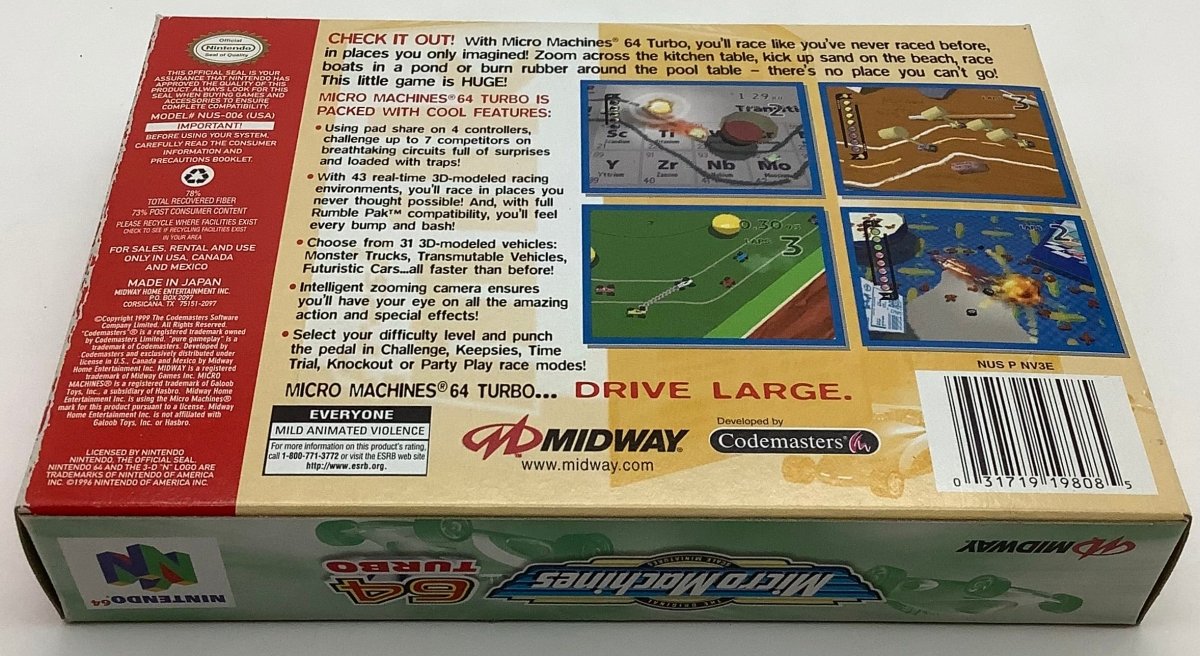 Official
Nintendo
Seal of Quality
THIS OFFICIAL SEAL IS YOUR
ASSURANCE THAT NINTENDO HAS
APPROVED THE QUALITY OF THIS
PRODUCT. ALWAYS LOOK FOR THIS
SEAL WHEN BUYING GAMES AND
ACCESSORIES TO ENSURE
COMPLETE COMPATIBILITY.
MODEL# NUS-006 (USA)
IMPORTANT!
BEFORE USING YOUR SYSTEM,
CAREFULLY READ THE CONSUMER
INFORMATION AND
PRECAUTIONS BOOKLET.
78%
TOTAL RECOVERED FIBER
73% POST CONSUMER CONTENT
PLEASE RECYCLE WHERE FACILITIES EXIST
CHECK TO SEE IF RECYCLING FACILITIES EXIST
IN YOUR AREA
FOR SALES, RENTAL AND USE
ONLY IN USA, CANADA
AND MEXICO
MADE IN JAPAN
MIDWAY HOME ENTERTAINMENT INC.
P.O. BOX 2097
CORSICANA, TX 75151-2097
©Copyright 1999 The Codemasters Software
Company Limited. All Rights Reserved.
"Codemasters"® is a registered trademark owned
by Codemasters Limited. "pure gameplay" is a
trademark of Codemasters. Developed by
Codemasters and exclusively distributed under
license in U.S., Canada and Mexico by Midway
Home Entertainment Inc. MIDWAY is a registered
trademark of Midway Games Inc. MICRO
MACHINES® is a registered trademark of Galoob
Toys, Inc., a subsidiary of Hasbro. Midway Home
Entertainment Inc. is using the Micro Machines®
mark for this product pursuant to a license. Midway
Home Entertainment Inc. is not affiliated with
Galoob Toys, Inc. or Hasbro.
LICENSED BY NINTENDO
NINTENDO, THE OFFICIAL SEAL,
NINTENDO 64 AND THE 3-D "N" LOGO ARE
TRADEMARKS OF NINTENDO OF AMERICA
INC. ©1996 NINTENDO OF AMERICA INC.
CHECK IT OUT! With Micro Machines® 64 Turbo, you'll race like you've never raced before,
in places you only imagined! Zoom across the kitchen table, kick up sand on the beach, race
boats in a pond or burn rubber around the pool table – there's no place you can't go!
This little game is HUGE!
MICRO MACHINES® 64 TURBO IS
PACKED WITH COOL FEATURES:
• Using pad share on 4 controllers,
challenge up to 7 competitors on
breathtaking circuits full of surprises
and loaded with traps!
• With 43 real-time 3D-modeled racing
environments, you'll race in places you
never thought possible! And, with full
Rumble Pak™ compatibility, you'll feel
every bump and bash!
• Choose from 31 3D-modeled vehicles:
Monster Trucks, Transmutable Vehicles,
Futuristic Cars...all faster than before!
• Intelligent zooming camera ensures
you'll have your eye on all the amazing
action and special effects!
• Select your difficulty level and punch
the pedal in Challenge, Keepsies, Time
Trial, Knockout or Party Play race modes!
1.29
2
Sc
Ti
Y
Zr
Nb
Mo
Yttrium
3
0.30
LAPS
3
2
MICRO MACHINES® 64 TURBO... DRIVE LARGE.
EVERYONE
MILD ANIMATED VIOLENCE
For more information on this product's rating,
call 1-800-771-3772 or visit the ESRB web site
http://www.esrb.org.
MIDWAY®
www.midway.com
Developed by
Codemasters®
NUS P NV3E
0 31719 19808 5
NINTENDO64
64
TURBO
THE ORIGINAL
Micro Machines
SCALE MINIATURES
MIDWAY